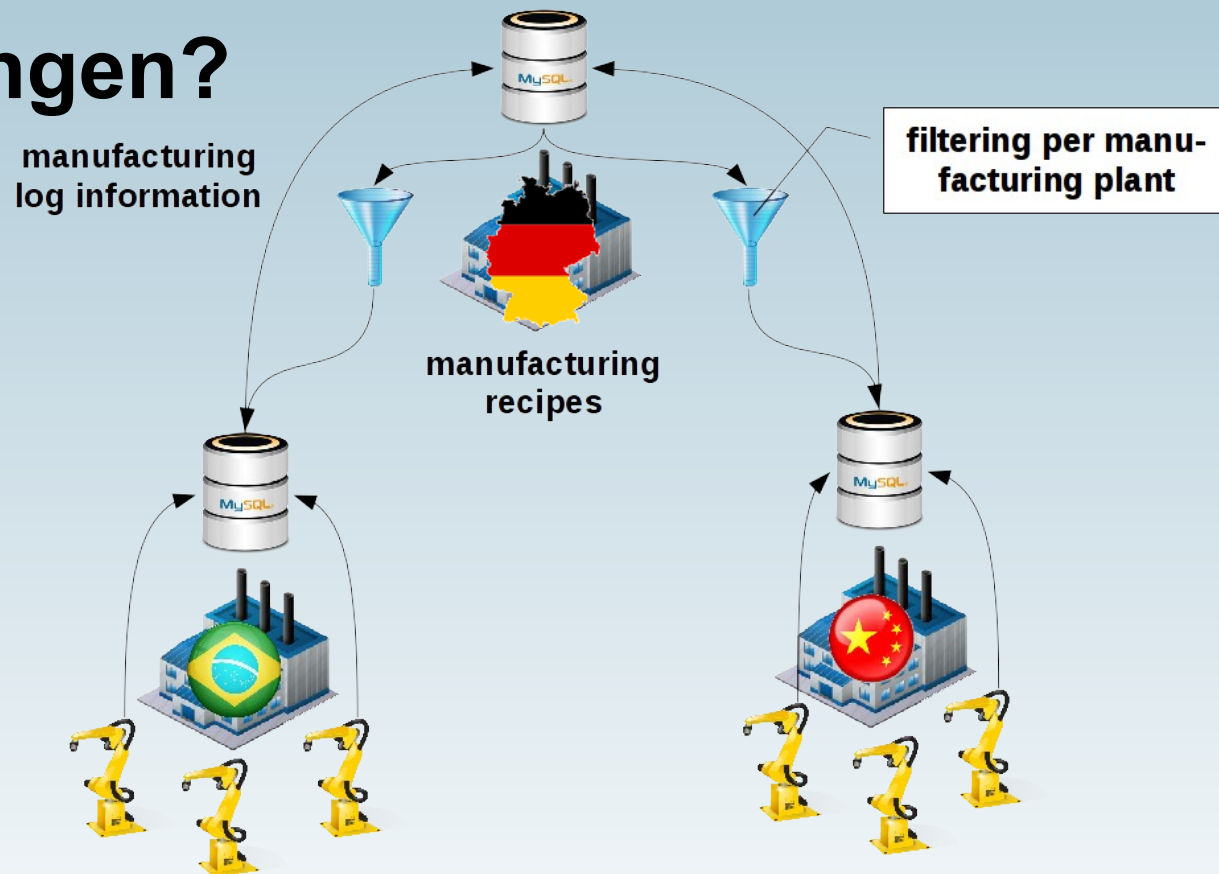 ngen?
MySQL
manufacturing
log information
filtering per manu-
facturing plant
manufacturing
recipes
MySQL
MySQL